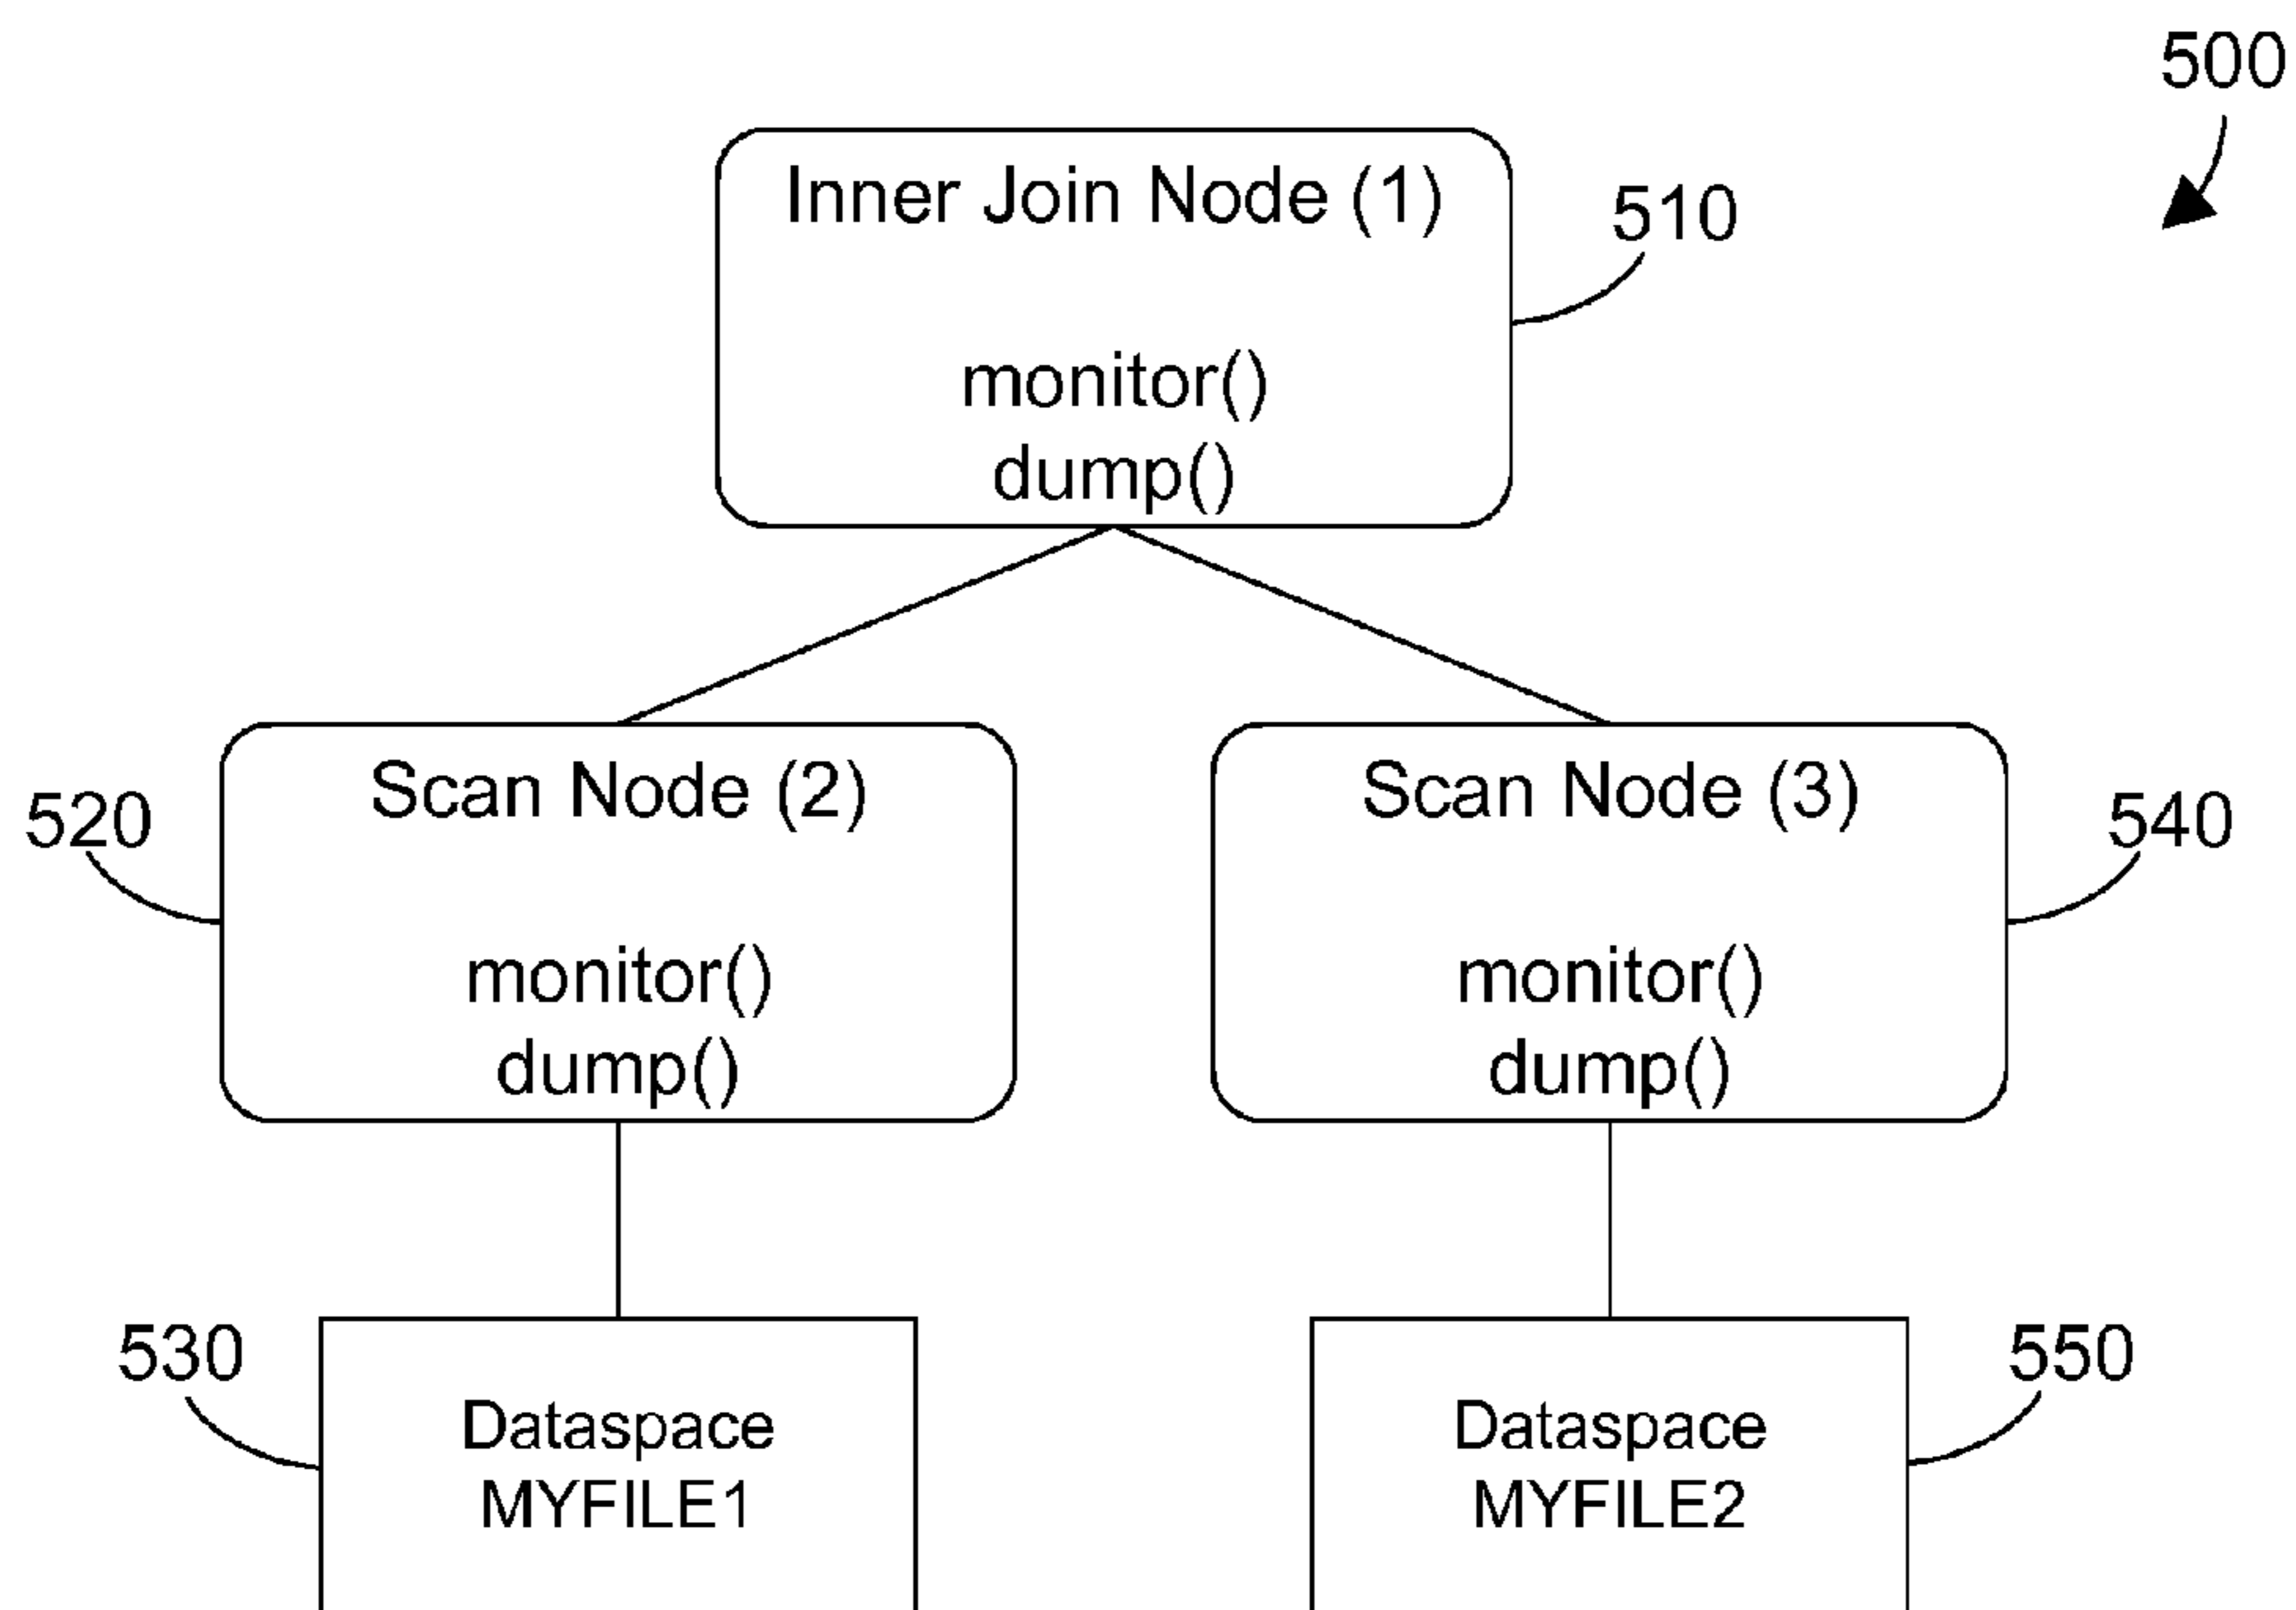 500
Inner Join Node (1)
510
monitor()
dump()
Scan Node (2)
Scan Node (3)
520
540
monitor()
monitor()
dump()
dump()
530
550
Dataspace
MYFILE1
Dataspace
MYFILE2